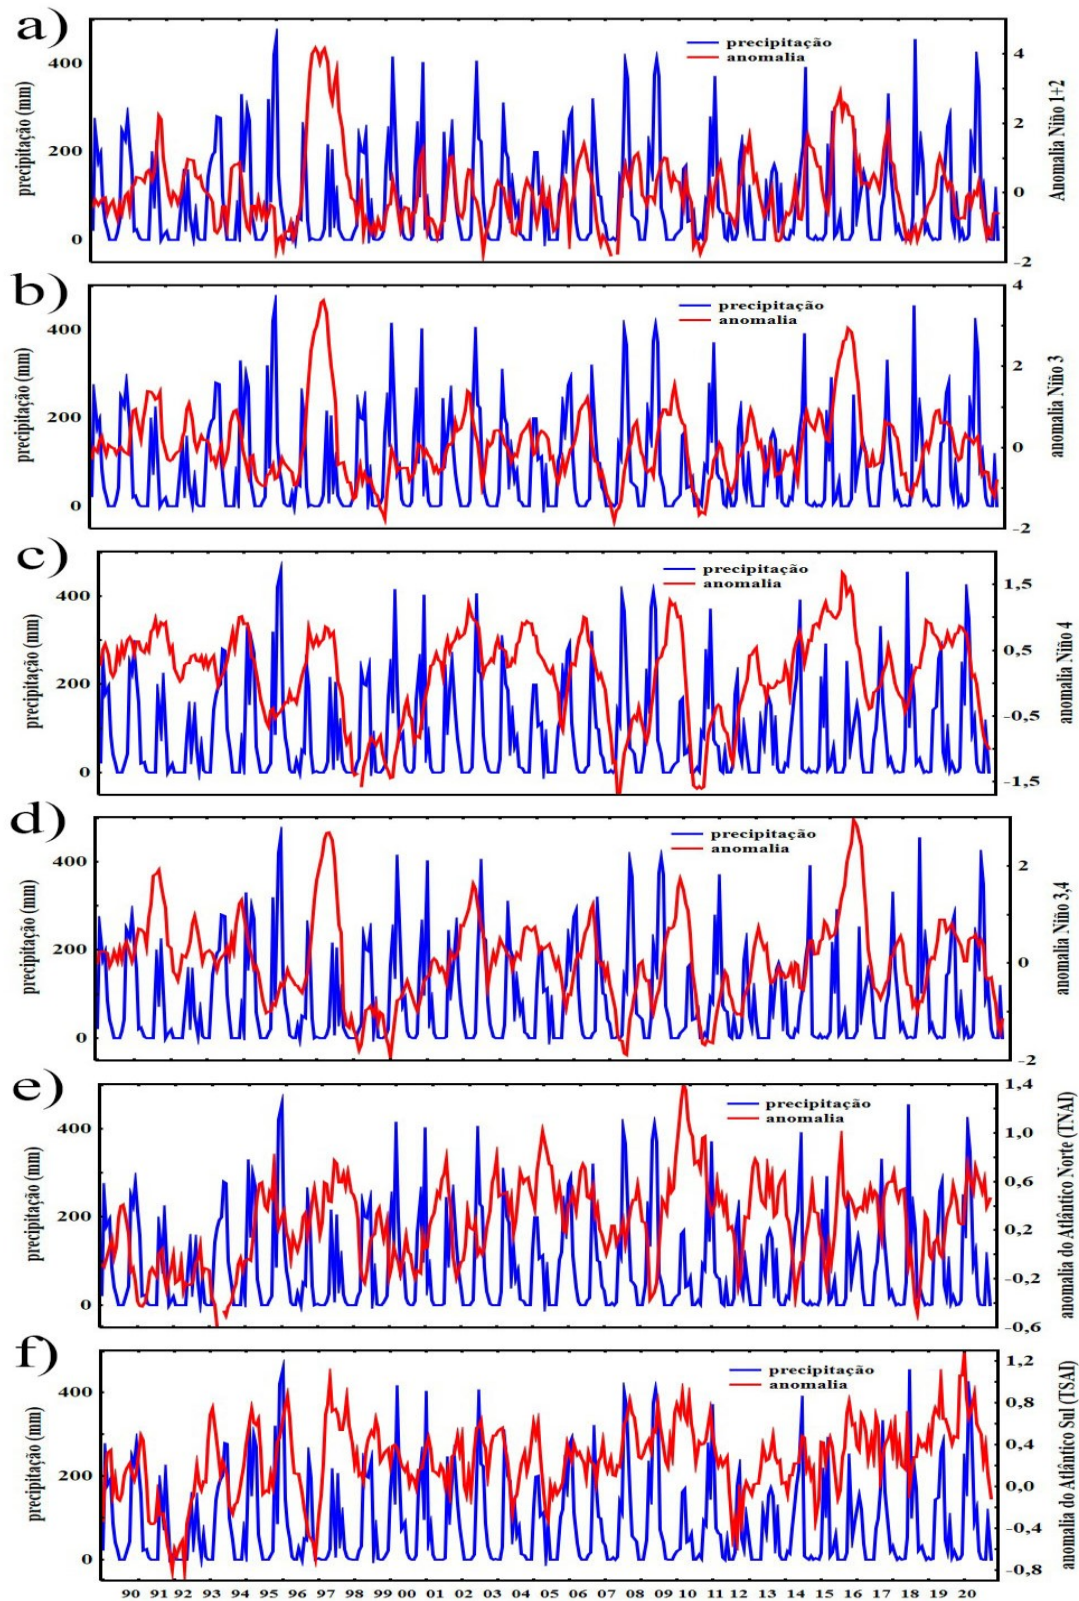 a)
precipitação (mm)
400
200
0
precipitação
anomalia
4
2
0
-2
Anomalia Niño 1+2
b)
precipitação (mm)
400
200
0
precipitação
anomalia
4
2
0
-2
anomalia Niño 3
c)
precipitação (mm)
400
200
0
precipitação
anomalia
1,5
0,5
-0,5
-1,5
anomalia Niño 4
d)
precipitação (mm)
400
200
0
precipitação
anomalia
2
0
-2
anomalia Niño 3,4
e)
precipitação (mm)
400
200
0
precipitação
anomalia
1,4
1,0
0,6
0,2
-0,2
-0,6
anomalia do Atlântico Norte (TNAI)
f)
precipitação (mm)
400
200
0
precipitação
anomalia
1,2
0,8
0,4
0,0
-0,4
-0,8
anomalia do Atlântico Sul (TSAI)
90 91 92 93 94 95 96 97 98 99 00 01 02 03 04 05 06 07 08 09 10 11 12 13 14 15 16 17 18 19 20